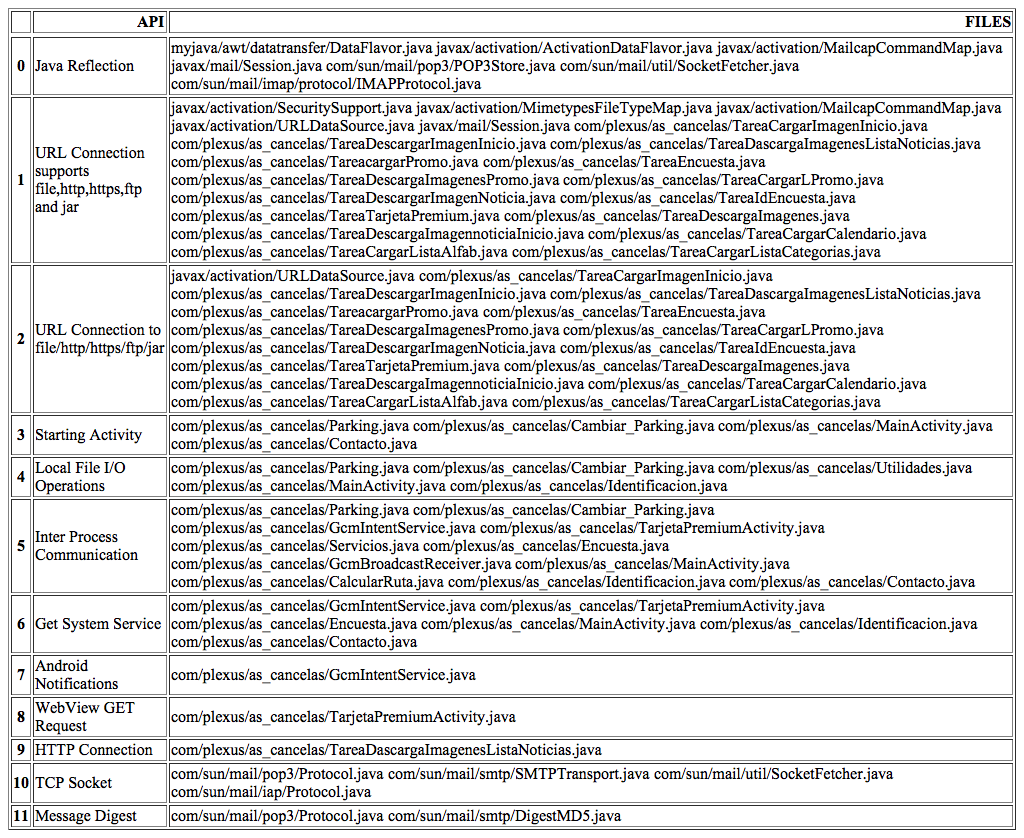 API FILES
0 Java Reflection myjava/awt/datatransfer/DataFlavor.java javax/activation/ActivationDataFlavor.java javax/activation/MailcapCommandMap.java
javax/mail/Session.java com/sun/mail/pop3/POP3Store.java com/sun/mail/util/SocketFetcher.java
com/sun/mail/imap/protocol/IMAPProtocol.java
1 URL Connection
supports
file,http,https,ftp
and jar
javax/activation/SecuritySupport.java javax/activation/MimetypesFileTypeMap.java javax/activation/MailcapCommandMap.java
javax/activation/URLDataSource.java javax/mail/Session.java com/plexus/as_cancelas/TareaCargarImagenInicio.java
com/plexus/as_cancelas/TareaDescargarImagenInicio.java com/plexus/as_cancelas/TareaDascargaImagenesListaNoticias.java
com/plexus/as_cancelas/TareacargarPromo.java com/plexus/as_cancelas/TareaEncuesta.java
com/plexus/as_cancelas/TareaDescargaImagenesPromo.java com/plexus/as_cancelas/TareaCargarLPromo.java
com/plexus/as_cancelas/TareaDescargarImagenNoticia.java com/plexus/as_cancelas/TareaIdEncuesta.java
com/plexus/as_cancelas/TareaTarjetaPremium.java com/plexus/as_cancelas/TareaDescargaImagenes.java
com/plexus/as_cancelas/TareaDescargaImagennoticiaInicio.java com/plexus/as_cancelas/TareaCargarCalendario.java
com/plexus/as_cancelas/TareaCargarListaAlfab.java com/plexus/as_cancelas/TareaCargarListaCategorias.java
2 URL Connection to
file/http/https/ftp/jar
javax/activation/URLDataSource.java com/plexus/as_cancelas/TareaCargarImagenInicio.java
com/plexus/as_cancelas/TareaDescargarImagenInicio.java com/plexus/as_cancelas/TareaDascargaImagenesListaNoticias.java
com/plexus/as_cancelas/TareacargarPromo.java com/plexus/as_cancelas/TareaEncuesta.java
com/plexus/as_cancelas/TareaDescargaImagenesPromo.java com/plexus/as_cancelas/TareaCargarLPromo.java
com/plexus/as_cancelas/TareaDescargarImagenNoticia.java com/plexus/as_cancelas/TareaIdEncuesta.java
com/plexus/as_cancelas/TareaTarjetaPremium.java com/plexus/as_cancelas/TareaDescargaImagenes.java
com/plexus/as_cancelas/TareaDescargaImagennoticiaInicio.java com/plexus/as_cancelas/TareaCargarCalendario.java
com/plexus/as_cancelas/TareaCargarListaAlfab.java com/plexus/as_cancelas/TareaCargarListaCategorias.java
3 Starting Activity com/plexus/as_cancelas/Parking.java com/plexus/as_cancelas/Cambiar_Parking.java com/plexus/as_cancelas/MainActivity.java
com/plexus/as_cancelas/Contacto.java
4 Local File I/O
Operations
com/plexus/as_cancelas/Parking.java com/plexus/as_cancelas/Cambiar_Parking.java com/plexus/as_cancelas/Utilidades.java
com/plexus/as_cancelas/MainActivity.java com/plexus/as_cancelas/Identificacion.java
5 Inter Process
Communication
com/plexus/as_cancelas/Parking.java com/plexus/as_cancelas/Cambiar_Parking.java
com/plexus/as_cancelas/GcmIntentService.java com/plexus/as_cancelas/TarjetaPremiumActivity.java
com/plexus/as_cancelas/Servicios.java com/plexus/as_cancelas/Encuesta.java
com/plexus/as_cancelas/GcmBroadcastReceiver.java com/plexus/as_cancelas/MainActivity.java
com/plexus/as_cancelas/CalcularRuta.java com/plexus/as_cancelas/Identificacion.java com/plexus/as_cancelas/Contacto.java
6 Get System Service com/plexus/as_cancelas/GcmIntentService.java com/plexus/as_cancelas/TarjetaPremiumActivity.java
com/plexus/as_cancelas/Encuesta.java com/plexus/as_cancelas/MainActivity.java com/plexus/as_cancelas/Identificacion.java
com/plexus/as_cancelas/Contacto.java
7 Android
Notifications
com/plexus/as_cancelas/GcmIntentService.java
8 WebView GET
Request
com/plexus/as_cancelas/TarjetaPremiumActivity.java
9 HTTP Connection com/plexus/as_cancelas/TareaDascargaImagenesListaNoticias.java
10 TCP Socket com/sun/mail/pop3/Protocol.java com/sun/mail/smtp/SMTPTransport.java com/sun/mail/util/SocketFetcher.java
com/sun/mail/iap/Protocol.java
11 Message Digest com/sun/mail/pop3/Protocol.java com/sun/mail/smtp/DigestMD5.java